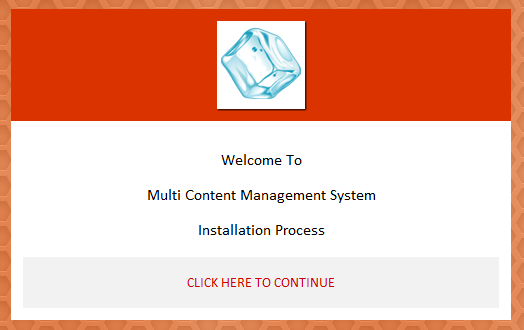 Welcome To
Multi Content Management System
Installation Process
CLICK HERE TO CONTINUE